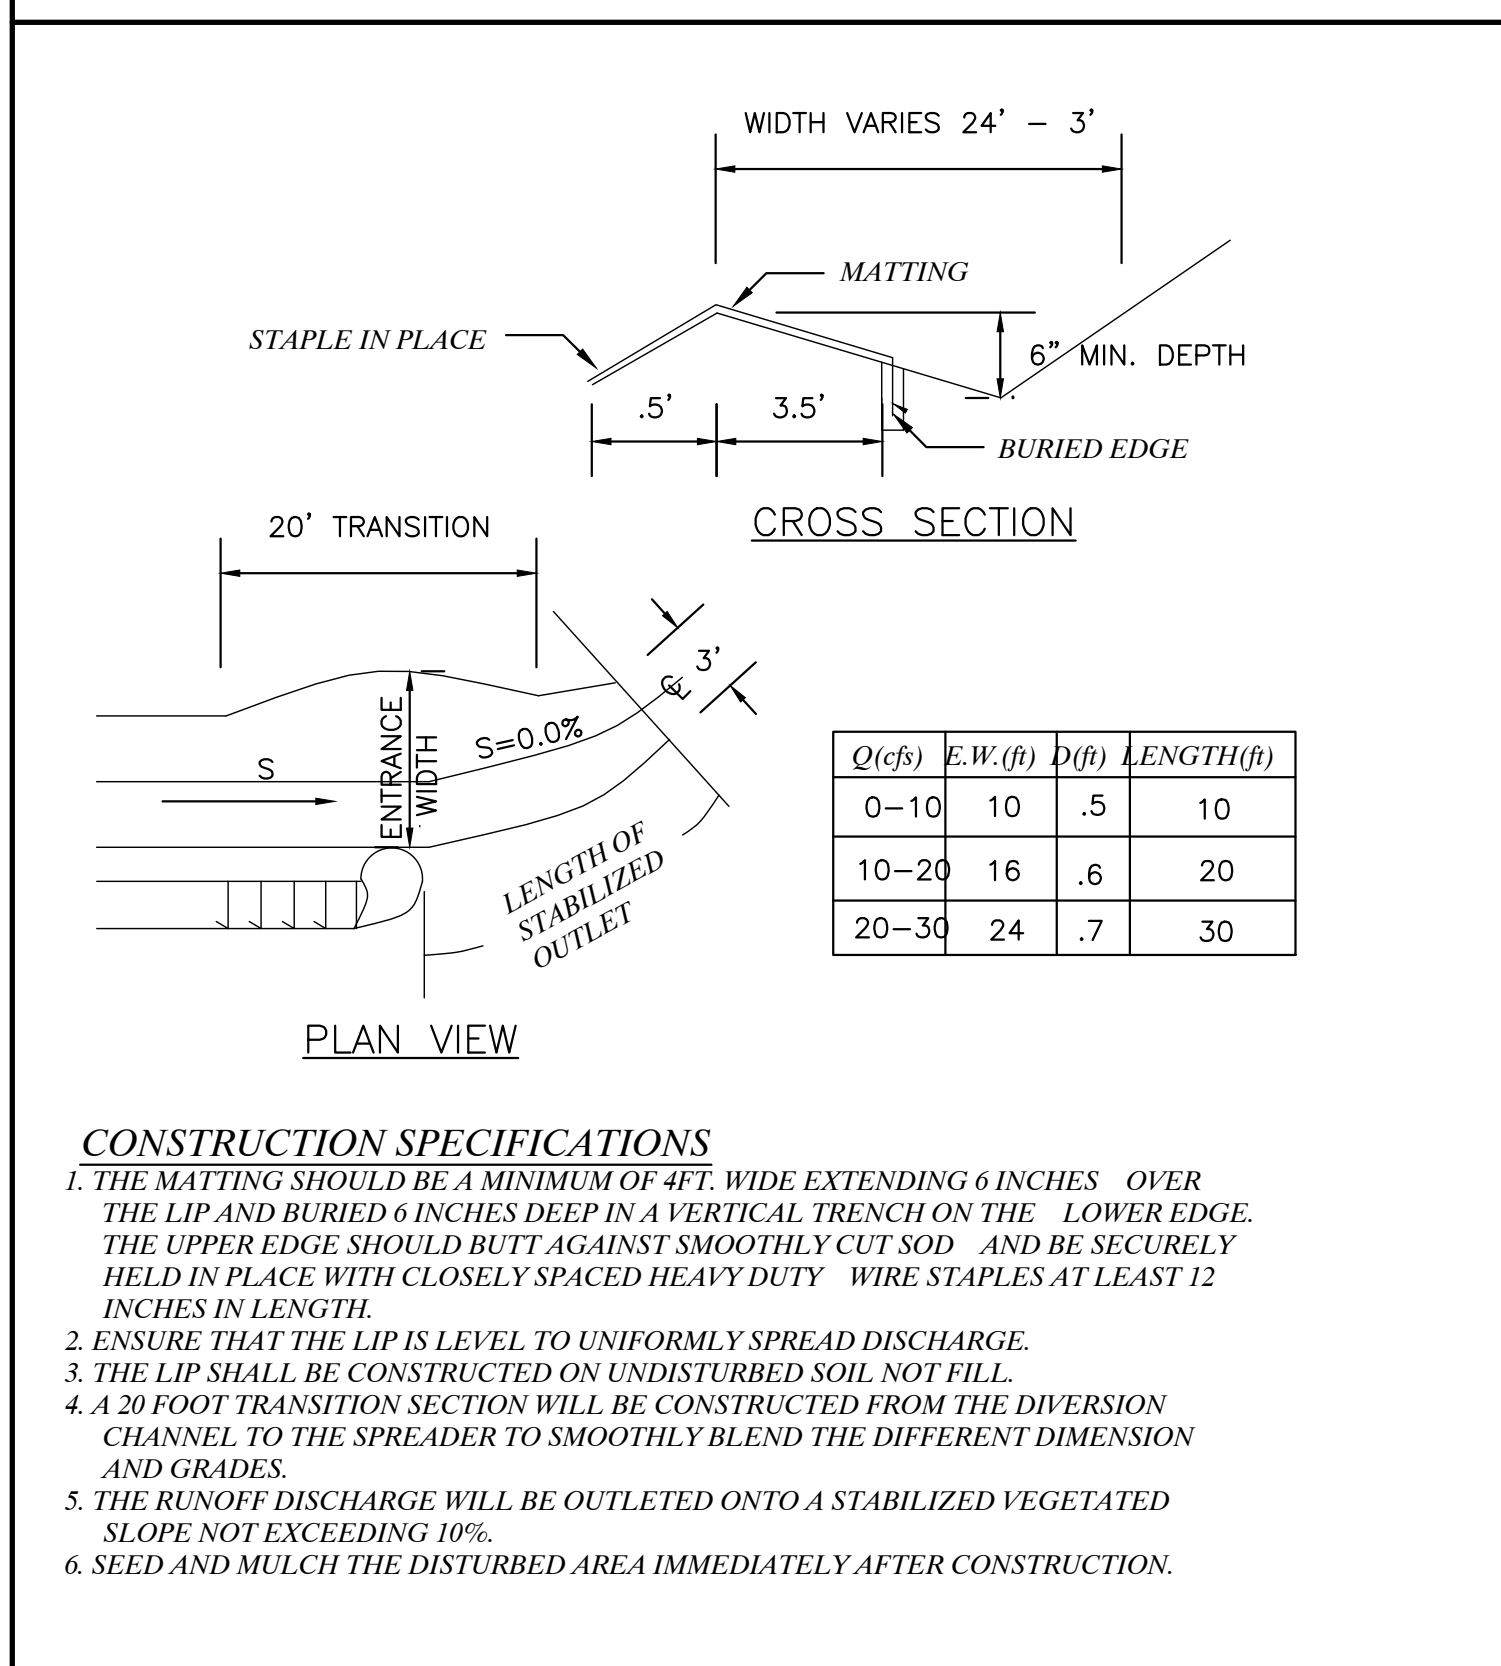 WIDTH VARIES 24' – 3'
MATTING
STAPLE IN PLACE
6" MIN. DEPTH
.5'
3.5'
BURIED EDGE
CROSS SECTION
20' TRANSITION
3'
℄
ENTRANCE
WIDTH
S=0.0%
S
LENGTH OF
STABILIZED
OUTLET
PLAN VIEW
Q(cfs) E.W.(ft) D(ft) LENGTH(ft)
0–10 10 .5 10
10–20 16 .6 20
20–30 24 .7 30
CONSTRUCTION SPECIFICATIONS
1. THE MATTING SHOULD BE A MINIMUM OF 4FT. WIDE EXTENDING 6 INCHES OVER
THE LIP AND BURIED 6 INCHES DEEP IN A VERTICAL TRENCH ON THE LOWER EDGE.
THE UPPER EDGE SHOULD BUTT AGAINST SMOOTHLY CUT SOD AND BE SECURELY
HELD IN PLACE WITH CLOSELY SPACED HEAVY DUTY WIRE STAPLES AT LEAST 12
INCHES IN LENGTH.
2. ENSURE THAT THE LIP IS LEVEL TO UNIFORMLY SPREAD DISCHARGE.
3. THE LIP SHALL BE CONSTRUCTED ON UNDISTURBED SOIL NOT FILL.
4. A 20 FOOT TRANSITION SECTION WILL BE CONSTRUCTED FROM THE DIVERSION
CHANNEL TO THE SPREADER TO SMOOTHLY BLEND THE DIFFERENT DIMENSION
AND GRADES.
5. THE RUNOFF DISCHARGE WILL BE OUTLETED ONTO A STABILIZED VEGETATED
SLOPE NOT EXCEEDING 10%.
6. SEED AND MULCH THE DISTURBED AREA IMMEDIATELY AFTER CONSTRUCTION.